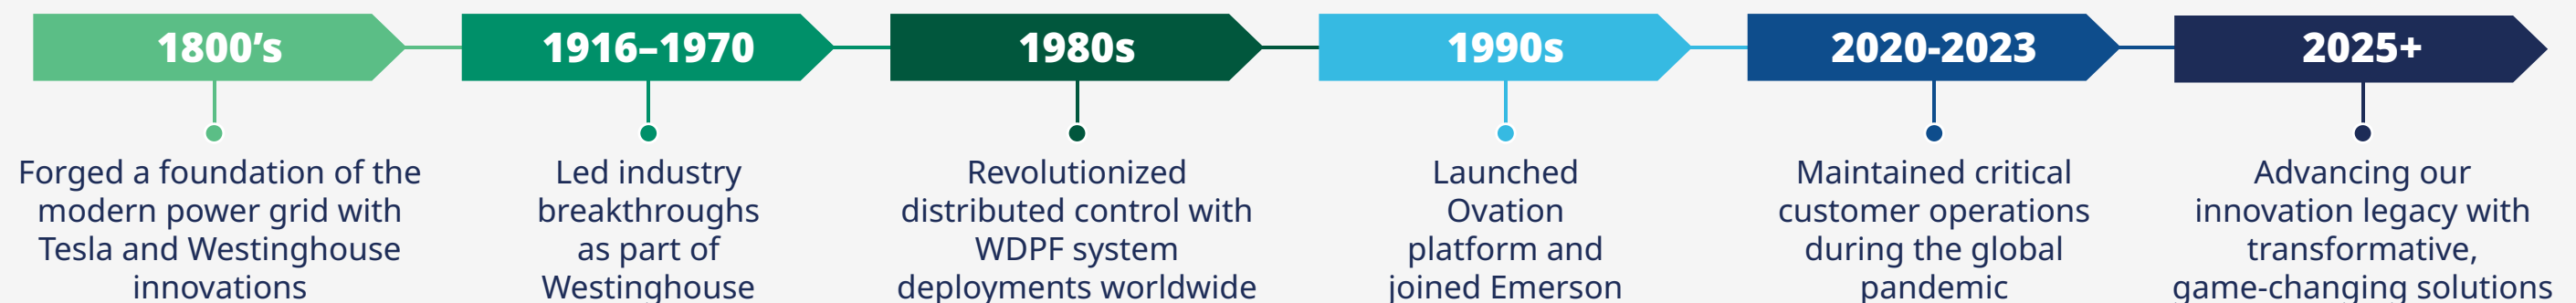 1800’s
Forged a foundation of the
modern power grid with
Tesla and Westinghouse
innovations
1916–1970
Led industry
breakthroughs
as part of
Westinghouse
1980s
Revolutionized
distributed control with
WDPF system
deployments worldwide
1990s
Launched
Ovation
platform and
joined Emerson
2020-2023
Maintained critical
customer operations
during the global
pandemic
2025+
Advancing our
innovation legacy with
transformative,
game-changing solutions